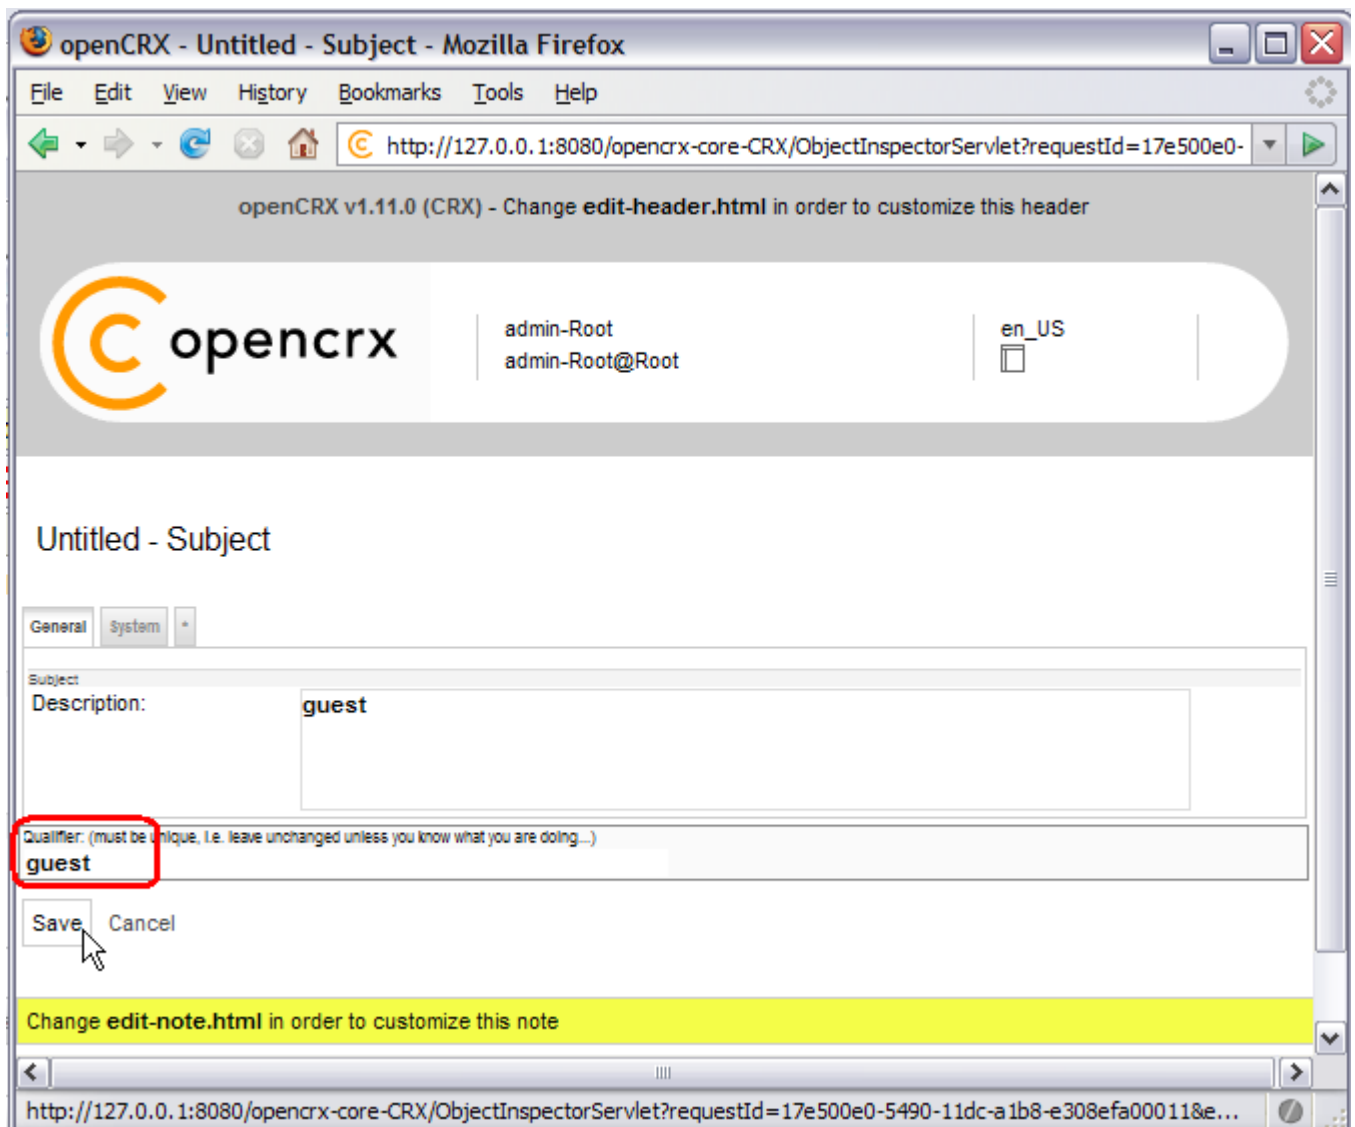 openCRX - Untitled - Subject - Mozilla Firefox
File Edit View History Bookmarks Tools Help
http://127.0.0.1:8080/opencrx-core-CRX/ObjectInspectorServlet?requestId=17e500e0-
openCRX v1.11.0 (CRX) - Change edit-header.html in order to customize this header
opencrx
admin-Root
admin-Root@Root
en_US
Untitled - Subject
General System *
Subject
Description: guest
Qualifier: (must be unique, i.e. leave unchanged unless you know what you are doing...)
guest
Save Cancel
Change edit-note.html in order to customize this note
http://127.0.0.1:8080/opencrx-core-CRX/ObjectInspectorServlet?requestId=17e500e0-5490-11dc-a1b8-e308efa00011&e...